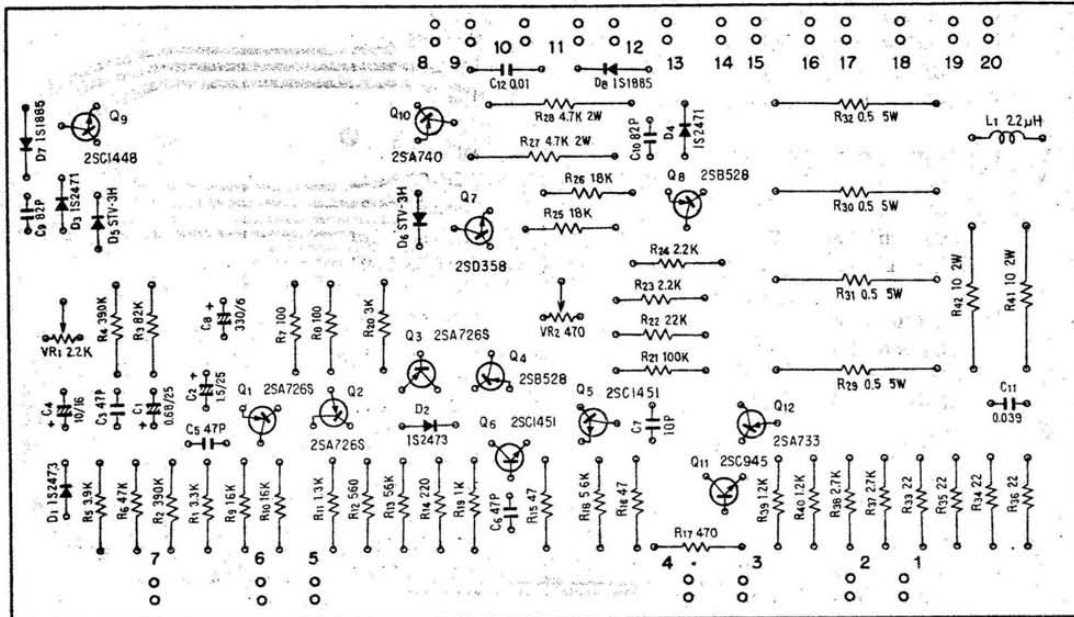 8 9 10 11 12 13 14 15 16 17 18 19 20
C12 0.01
D8 1S1885
D7 1S1885
Q9
2SC1448
Q10
2SA740
R28 4.7K 2W
R27 4.7K 2W
C10 82P
D4 1S2471
R32 0.5 5W
L1 22μH
C9 82P
D3 1S2471
D5 STV-3H
D6 STV-3H
Q7
2SD358
R26 18K
R25 18K
Q8
2SB528
R30 0.5 5W
R24 2.2K
R23 2.2K
R22 22K
R21 100K
R31 0.5 5W
R42 10 2W
R41 10 2W
VR1 2.2K
R4 390K
R3 82K
C8 + 330/6
R7 100
R8 100
R20 3K
VR2 470
Q3 2SA726S
Q4
2SB528
R29 0.5 5W
C4 + 10/16
C3 47P
C1 + 0.68/25
C2 + 1.5/25
C5 47P
Q1 2SA726S
Q2
2SA726S
D2
1S2473
Q6 2SC1451
Q5 2SC1451
C7 10P
Q12
2SA733
C11
0.039
D1 1S2473
R5 3.9K
R6 47K
R2 390K
R1 3.3K
R9 16K
R10 16K
R11 1.3K
R12 560
R13 56K
R14 220
R19 1K
C6 47P
R15 47
R18 5.6K
R16 47
Q11 2SC945
R39 1.2K
R40 1.2K
R38 2.7K
R37 2.7K
R33 22
R35 22
R34 22
R36 22
R17 470
7 6 5 4 3 2 1